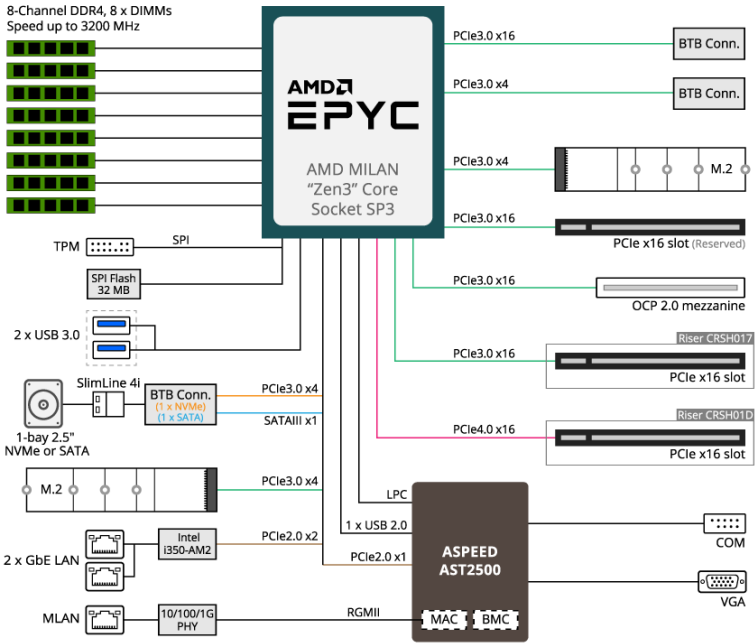 8-Channel DDR4, 8 x DIMMs
Speed up to 3200 MHz
AMD
EPYC
AMD MILAN
“Zen3” Core
Socket SP3
PCIe3.0 x16
BTB Conn.
PCIe3.0 x4
BTB Conn.
PCIe3.0 x4
M.2
PCIe3.0 x16
PCIe x16 slot (Reserved)
PCIe3.0 x16
OCP 2.0 mezzanine
Riser CRSH017
PCIe3.0 x16
PCIe x16 slot
Riser CRSH01D
PCIe4.0 x16
PCIe x16 slot
TPM
SPI
SPI Flash
32 MB
2 x USB 3.0
SlimLine 4i
BTB Conn.
(1 x NVMe)
(1 x SATA)
PCIe3.0 x4
SATAIII x1
1-bay 2.5"
NVMe or SATA
M.2
PCIe3.0 x4
2 x GbE LAN
Intel
i350-AM2
PCIe2.0 x2
MLAN
10/100/1G
PHY
RGMII
LPC
1 x USB 2.0
PCIe2.0 x1
ASPEED
AST2500
MAC
BMC
COM
VGA